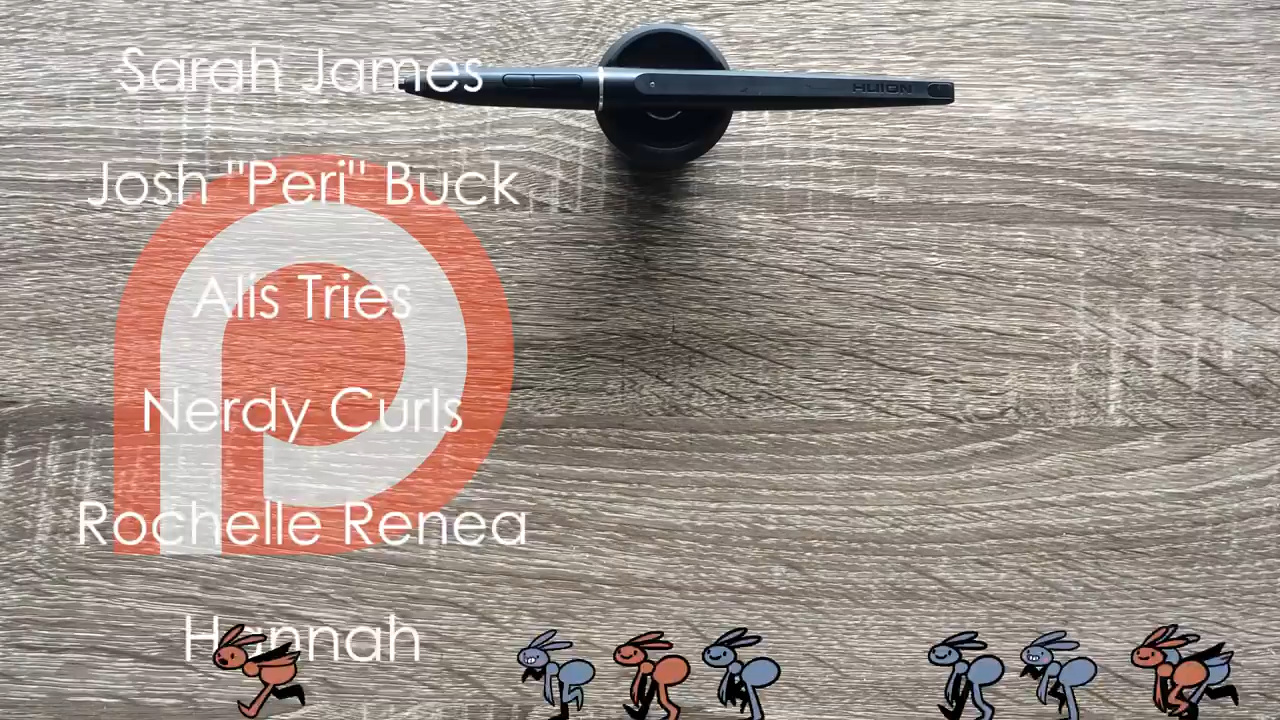 Sarah James
HUION
Josh "Peri" Buck
Alis Tries
Nerdy Curls
Rochelle Renea
Hannah